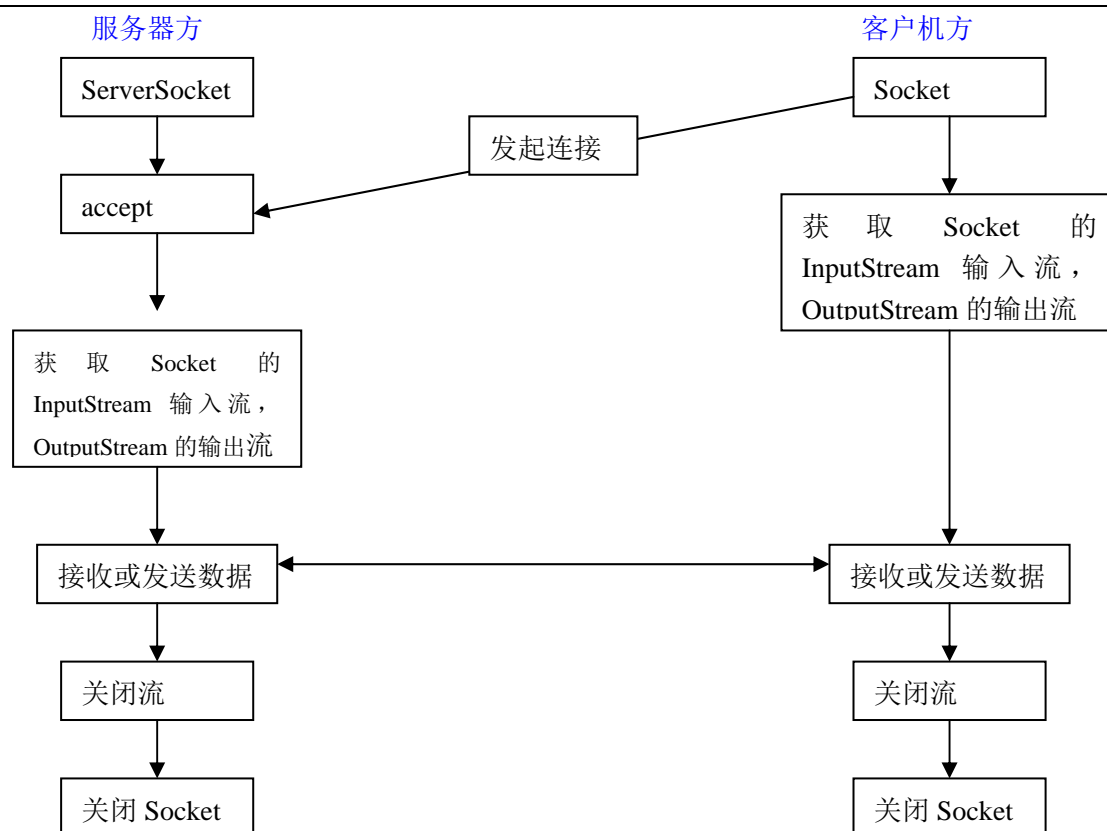 服务器方
客户机方
ServerSocket
Socket
发起连接
accept
获 取 Socket 的
InputStream 输入流，
OutputStream 的输出流
获 取 Socket 的
InputStream 输入流，
OutputStream 的输出流
接收或发送数据
接收或发送数据
关闭流
关闭流
关闭 Socket
关闭 Socket